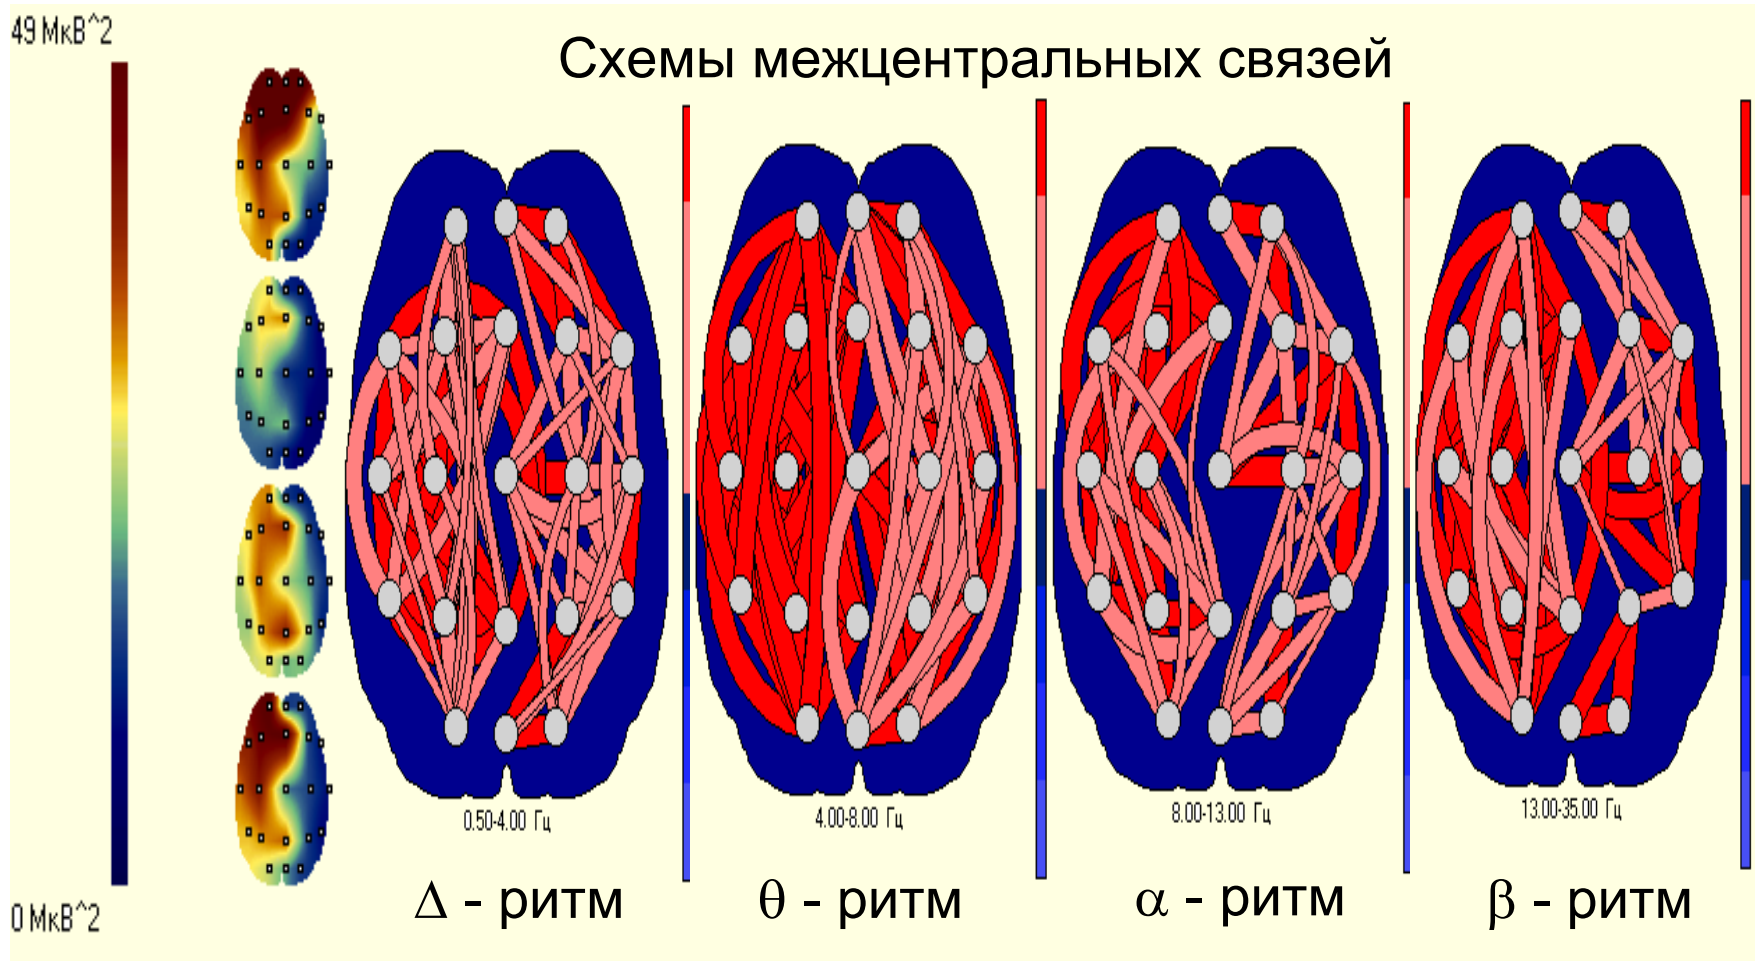 49 МкВ^2
Схемы межцентральных связей
0.50-4.00 Гц
4.00-8.00 Гц
8.00-13.00 Гц
13.00-35.00 Гц
Δ - ритм
θ - ритм
α - ритм
β - ритм
0 МкВ^2